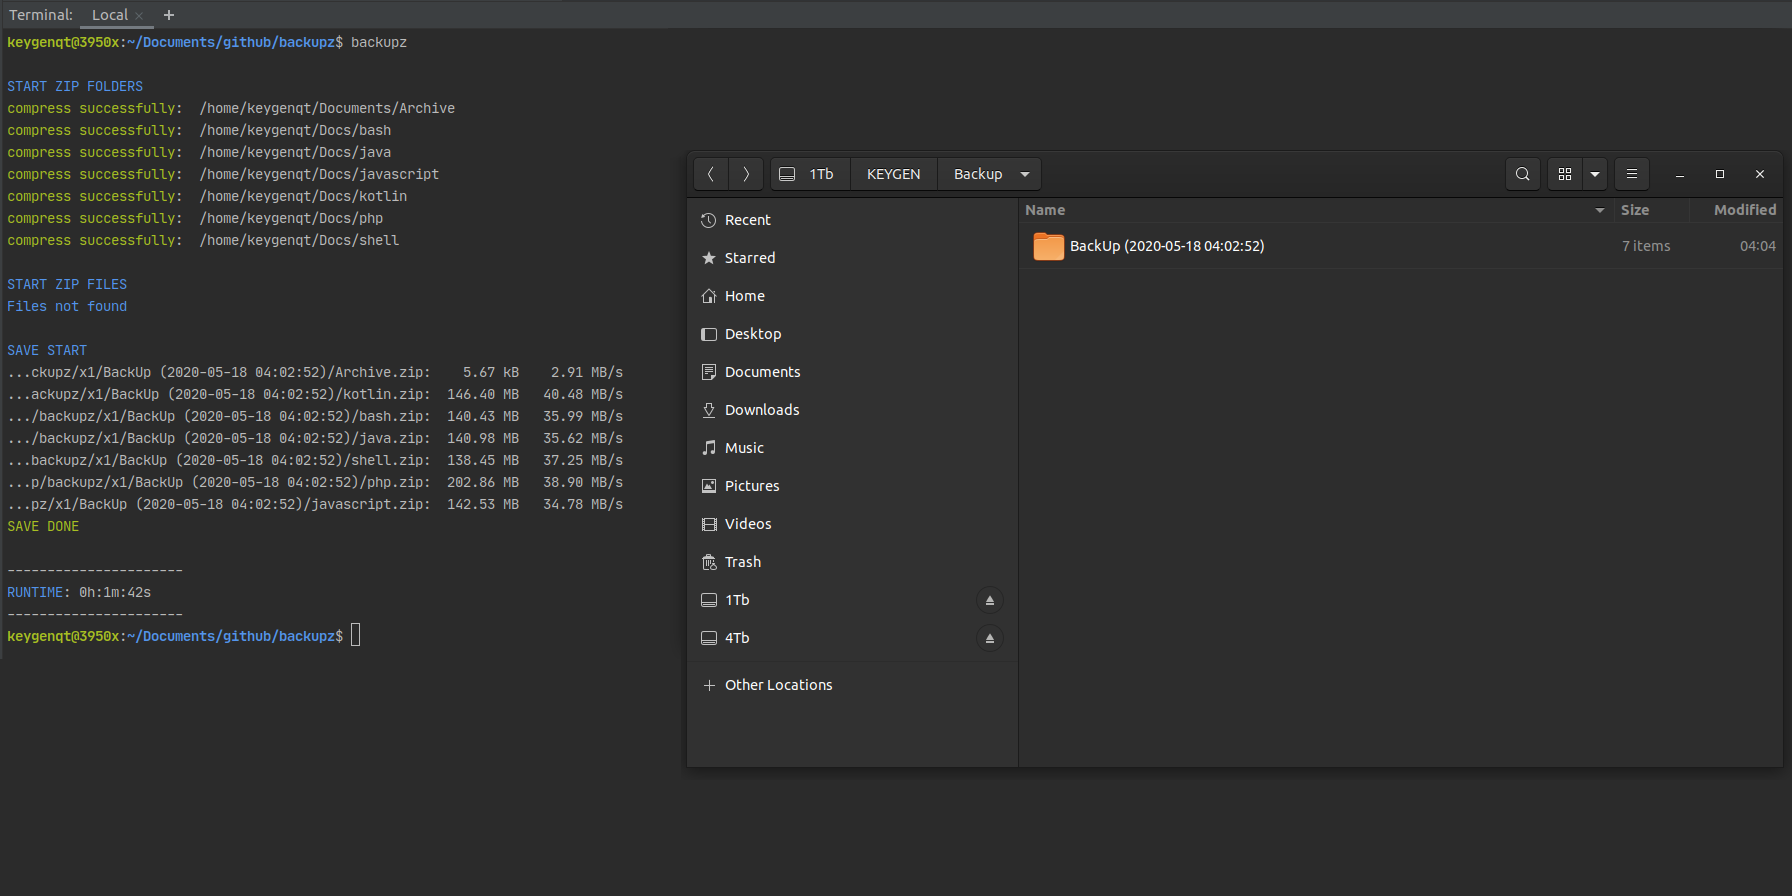 Terminal: Local × +
keygenqt@3950x:~/Documents/github/backupz$ backupz
START ZIP FOLDERS
compress successfully: /home/keygenqt/Documents/Archive
compress successfully: /home/keygenqt/Docs/bash
compress successfully: /home/keygenqt/Docs/java
compress successfully: /home/keygenqt/Docs/javascript
compress successfully: /home/keygenqt/Docs/kotlin
compress successfully: /home/keygenqt/Docs/php
compress successfully: /home/keygenqt/Docs/shell
START ZIP FILES
Files not found
SAVE START
...ckupz/x1/BackUp (2020-05-18 04:02:52)/Archive.zip: 5.67 kB 2.91 MB/s
...ackupz/x1/BackUp (2020-05-18 04:02:52)/kotlin.zip: 146.40 MB 40.48 MB/s
.../backupz/x1/BackUp (2020-05-18 04:02:52)/bash.zip: 140.43 MB 35.99 MB/s
.../backupz/x1/BackUp (2020-05-18 04:02:52)/java.zip: 140.98 MB 35.62 MB/s
...backupz/x1/BackUp (2020-05-18 04:02:52)/shell.zip: 138.45 MB 37.25 MB/s
...p/backupz/x1/BackUp (2020-05-18 04:02:52)/php.zip: 202.86 MB 38.90 MB/s
...pz/x1/BackUp (2020-05-18 04:02:52)/javascript.zip: 142.53 MB 34.78 MB/s
SAVE DONE
----------------------
RUNTIME: 0h:1m:42s
----------------------
keygenqt@3950x:~/Documents/github/backupz$
1Tb KEYGEN Backup
Recent
Starred
Home
Desktop
Documents
Downloads
Music
Pictures
Videos
Trash
1Tb
4Tb
Other Locations
Name Size Modified
BackUp (2020-05-18 04:02:52) 7 items 04:04